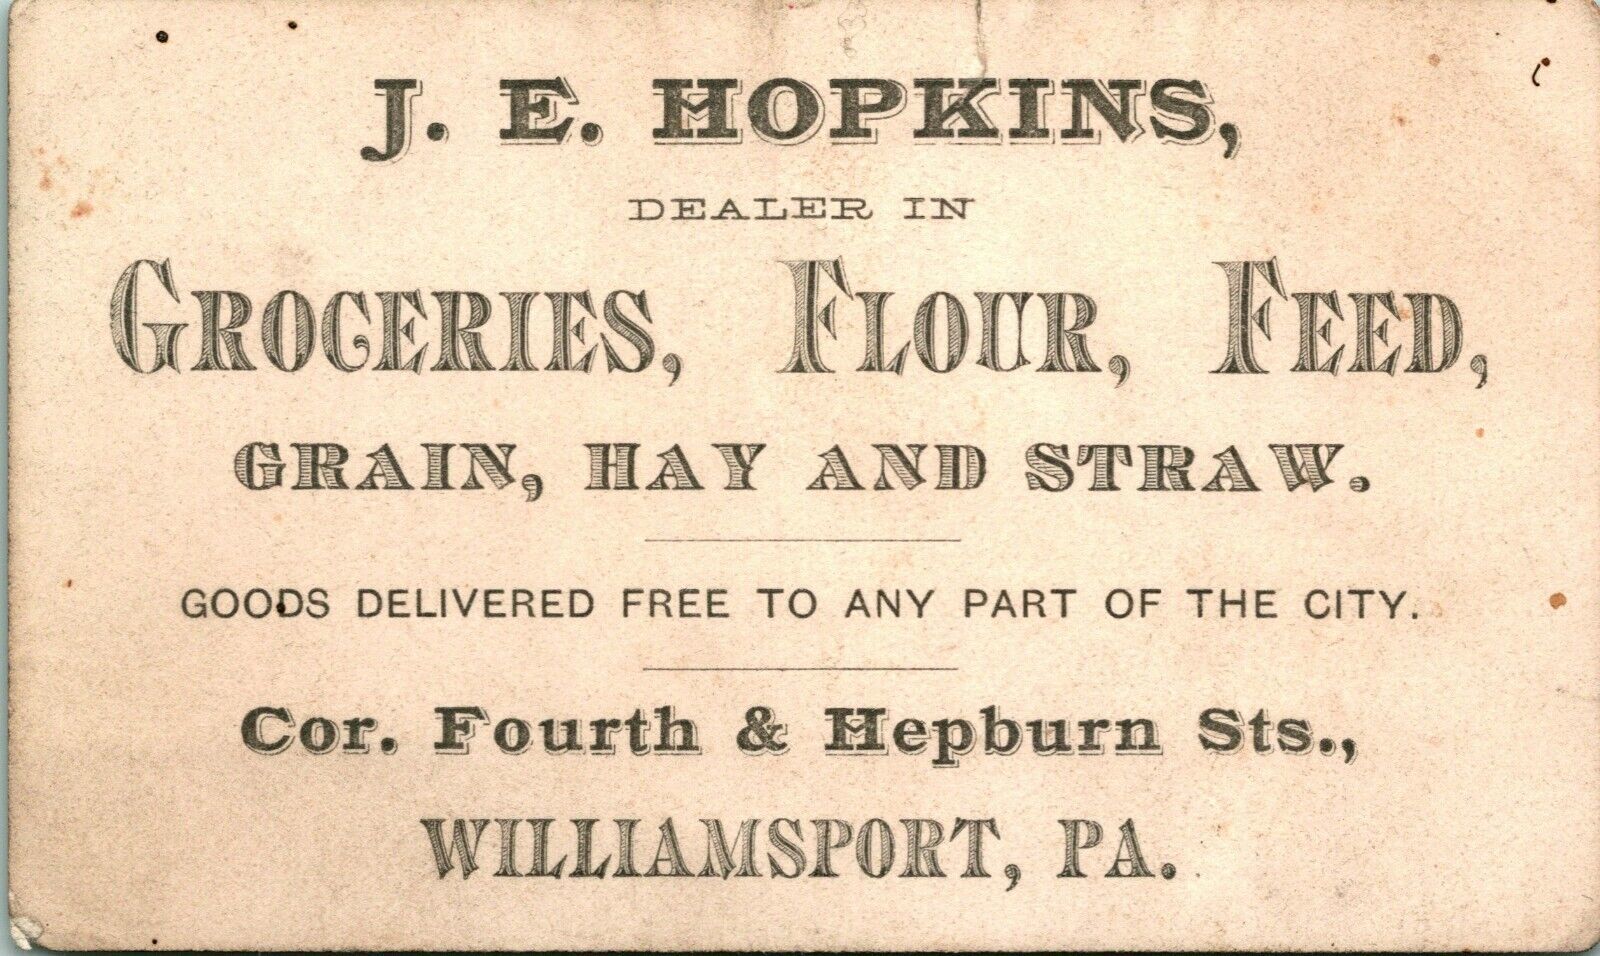 J. E. HOPKINS,
DEALER IN
GROCERIES, FLOUR, FEED,
GRAIN, HAY AND STRAW.
GOODS DELIVERED FREE TO ANY PART OF THE CITY.
Cor. Fourth & Hepburn Sts.,
WILLIAMSPORT, PA.